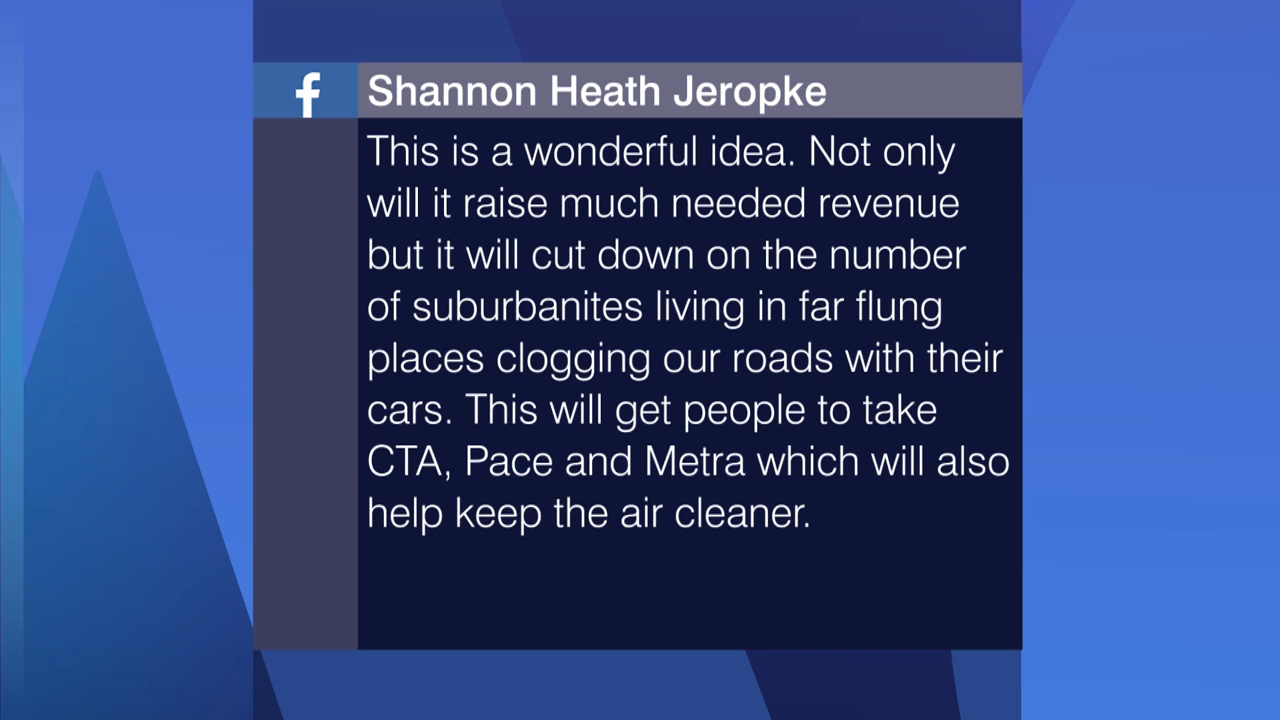 Shannon Heath Jeropke
This is a wonderful idea. Not only
will it raise much needed revenue
but it will cut down on the number
of suburbanites living in far flung
places clogging our roads with their
cars. This will get people to take
CTA, Pace and Metra which will also
help keep the air cleaner.